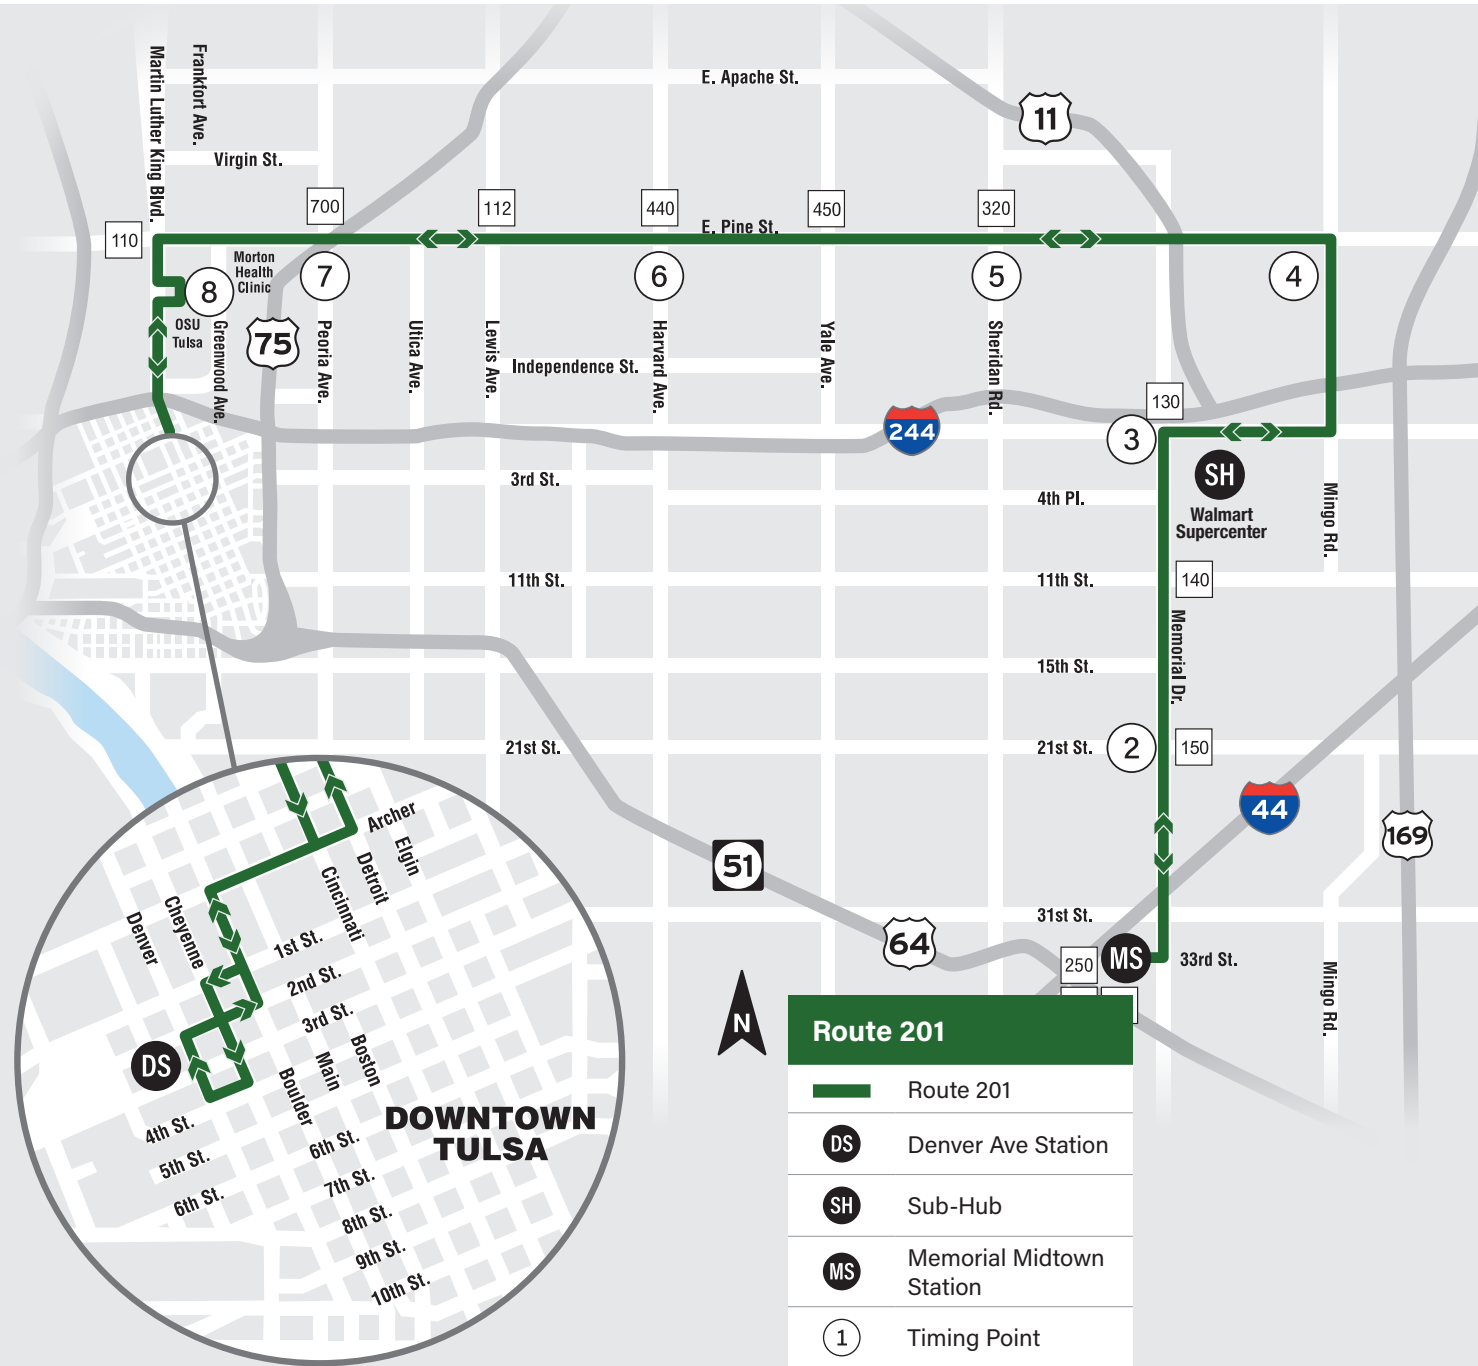 Martin Luther King Blvd.
Frankfort Ave.
E. Apache St.
11
Virgin St.
700
112
440
450
320
110
E. Pine St.
Morton
Health
Clinic
8
7
6
5
4
OSU
Tulsa
Greenwood Ave.
75
Peoria Ave.
Utica Ave.
Lewis Ave.
Independence St.
Harvard Ave.
Yale Ave.
Sheridan Rd.
130
244
3
SH
Walmart
Supercenter
Mingo Rd.
3rd St.
4th Pl.
11th St.
11th St.
140
Memorial Dr.
15th St.
21st St.
21st St.
2
150
44
169
51
64
31st St.
250
MS
33rd St.
Mingo Rd.
N
Archer
Elgin
Detroit
Cincinnati
Cheyenne
Denver
1st St.
2nd St.
3rd St.
Boston
Main
Boulder
DS
4th St.
5th St.
6th St.
DOWNTOWN
TULSA
6th St.
7th St.
8th St.
9th St.
10th St.
Route 201
Route 201
DS Denver Ave Station
SH Sub-Hub
MS Memorial Midtown
Station
1 Timing Point